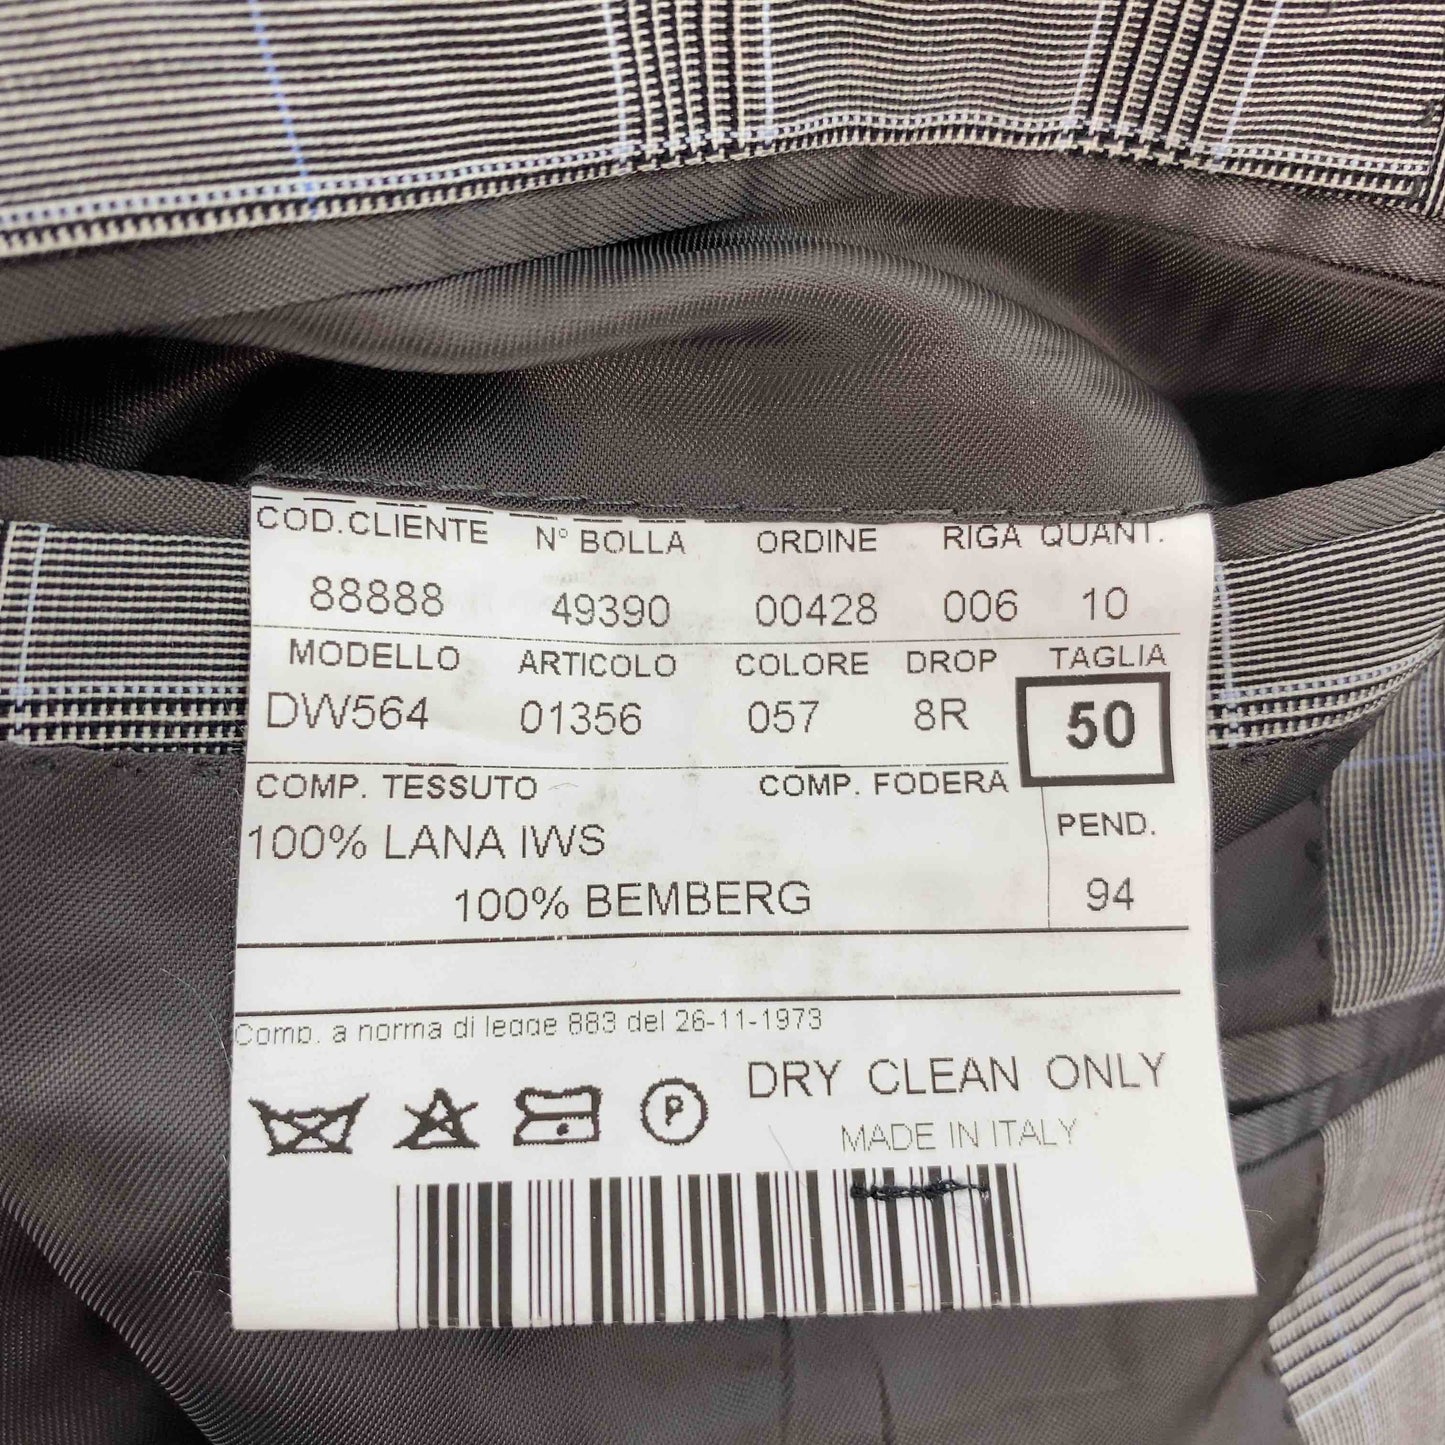 COD.CLIENTE N° BOLLA ORDINE RIGA QUANT.
88888 49390 00428 006 10
MODELLO ARTICOLO COLORE DROP TAGLIA
DW564 01356 057 8R 50
COMP. TESSUTO COMP. FODERA
PEND.
100% LANA IWS
100% BEMBERG 94
Comp. a norma di legge 883 del 26-11-1973
DRY CLEAN ONLY
P
MADE IN ITALY